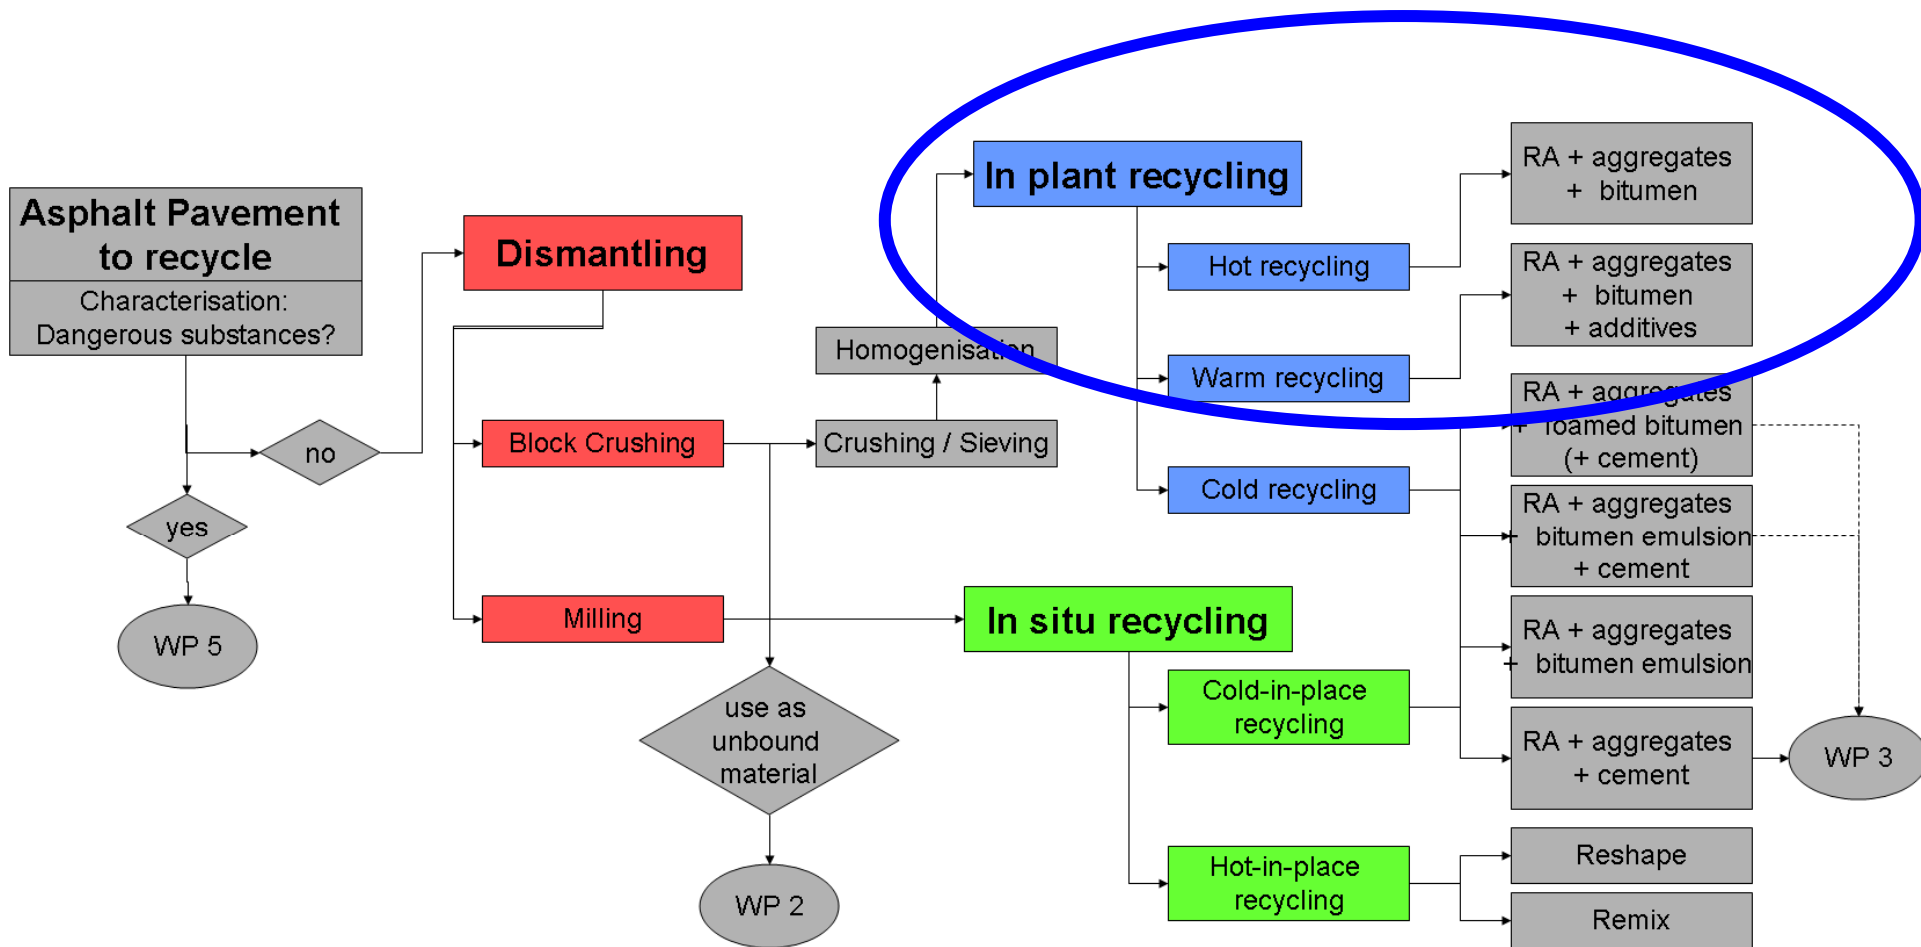 Asphalt Pavement
to recycle
Characterisation:
Dangerous substances?
no
yes
WP 5
Dismantling
Block Crushing
Milling
use as
unbound
material
WP 2
Crushing / Sieving
Homogenisation
In plant recycling
Hot recycling
Warm recycling
Cold recycling
In situ recycling
Cold-in-place
recycling
Hot-in-place
recycling
RA + aggregates
+ bitumen
RA + aggregates
+ bitumen
+ additives
RA + aggregates
+ foamed bitumen
(+ cement)
RA + aggregates
+ bitumen emulsion
+ cement
RA + aggregates
+ bitumen emulsion
RA + aggregates
+ cement
WP 3
Reshape
Remix